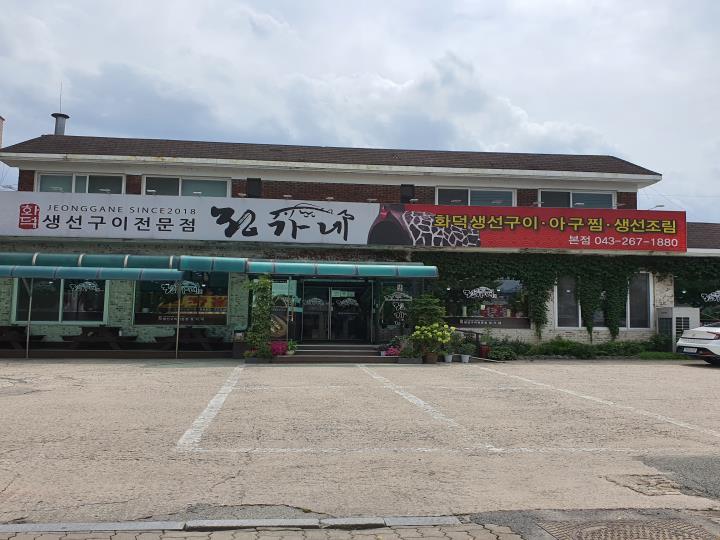 화덕
JEONGGANE SINCE2018
생선구이전문점
정가네
화덕생선구이·아구찜·생선조림
본점 043-267-1880